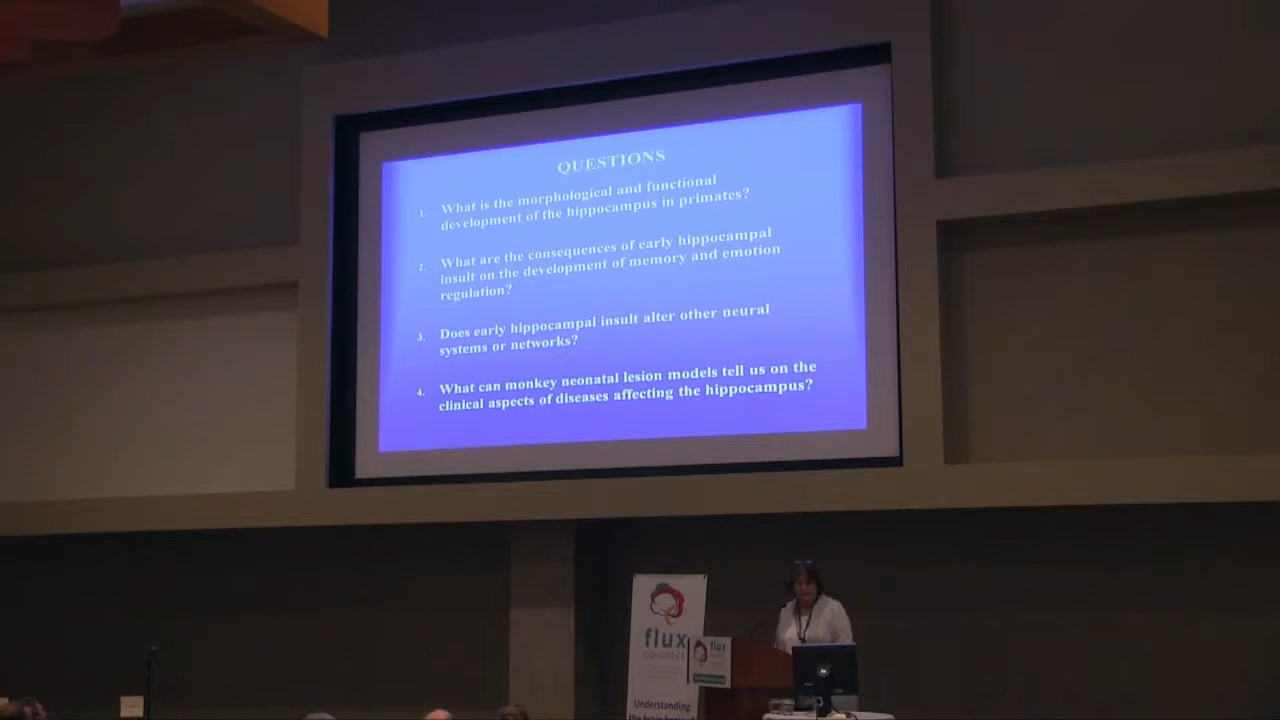 QUESTIONS
1. What is the morphological and functional
development of the hippocampus in primates?
2. What are the consequences of early hippocampal
insult on the development of memory and emotion
regulation?
3. Does early hippocampal insult alter other neural
systems or networks?
4. What can monkey neonatal lesion models tell us on the
clinical aspects of diseases affecting the hippocampus?
flux
CONGRESS
Understanding
flux